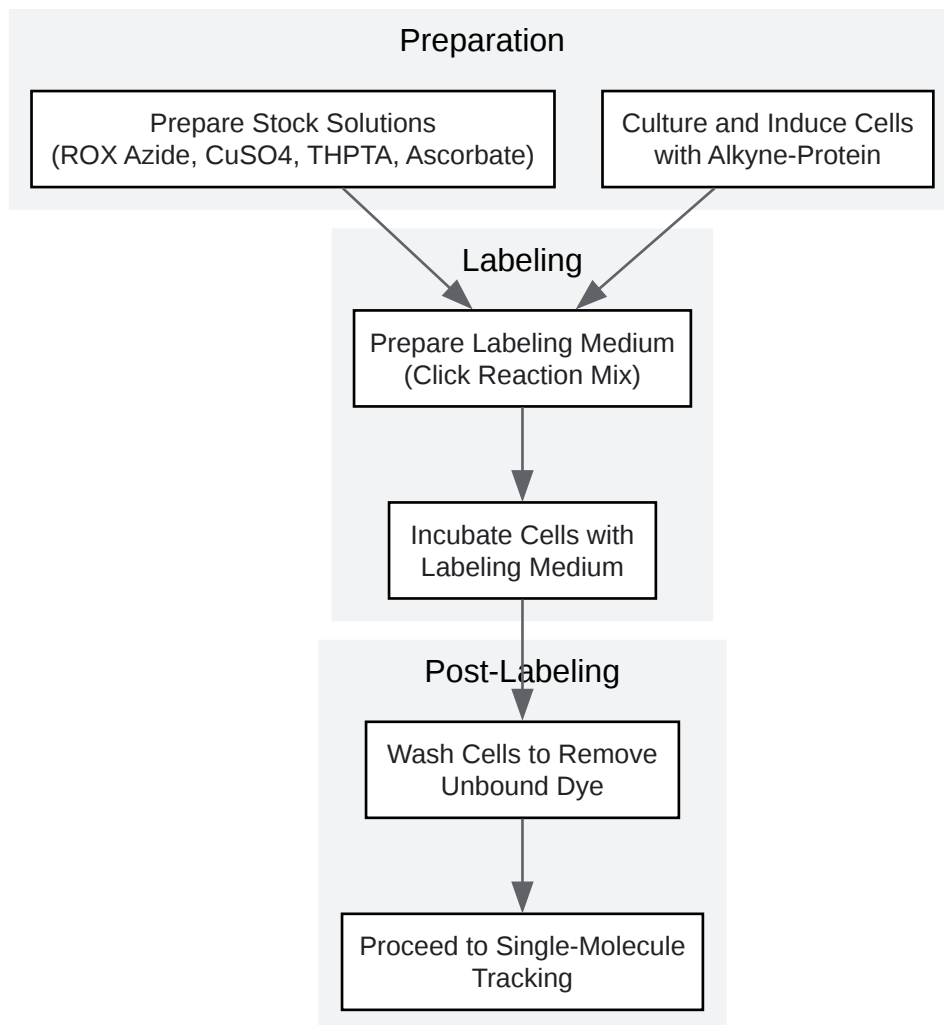 Preparation
Prepare Stock Solutions
(ROX Azide, CuSO4, THPTA, Ascorbate)
Culture and Induce Cells
with Alkyne-Protein
Labeling
Prepare Labeling Medium
(Click Reaction Mix)
Incubate Cells with
Labeling Medium
Post-Labeling
Wash Cells to Remove
Unbound Dye
Proceed to Single-Molecule
Tracking